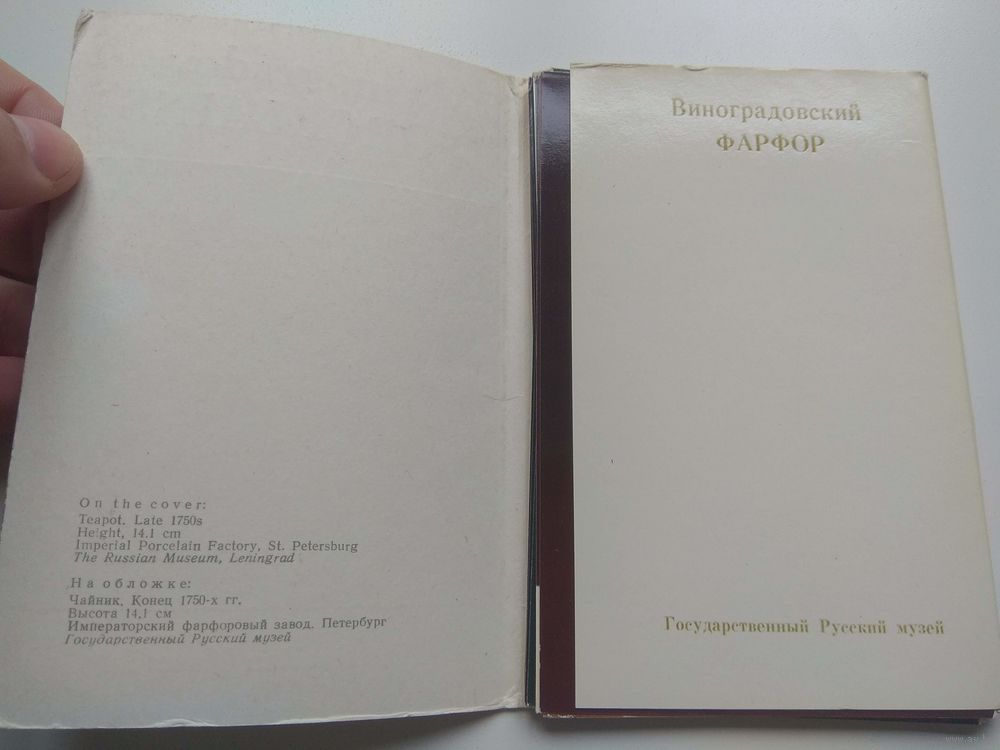 On the cover:
Teapot. Late 1750s
Height, 14.1 cm
Imperial Porcelain Factory, St. Petersburg
The Russian Museum, Leningrad
На обложке:
Чайник. Конец 1750-х гг.
Высота 14,1 см
Императорский фарфоровый завод. Петербург
Государственный Русский музей
Виноградовский
ФАРФОР
Государственный Русский музей